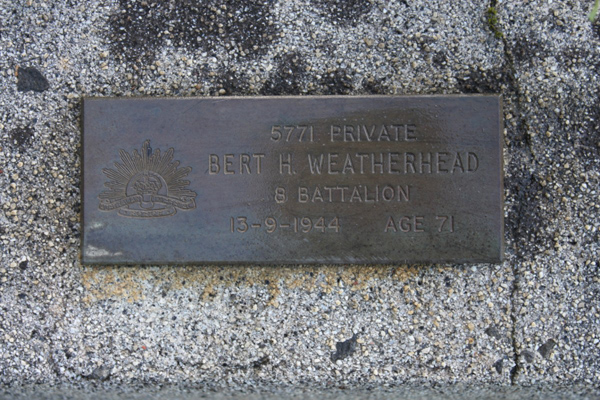 5771 PRIVATE
BERT H. WEATHERHEAD
8 BATTALION
13-9-1944 AGE 71